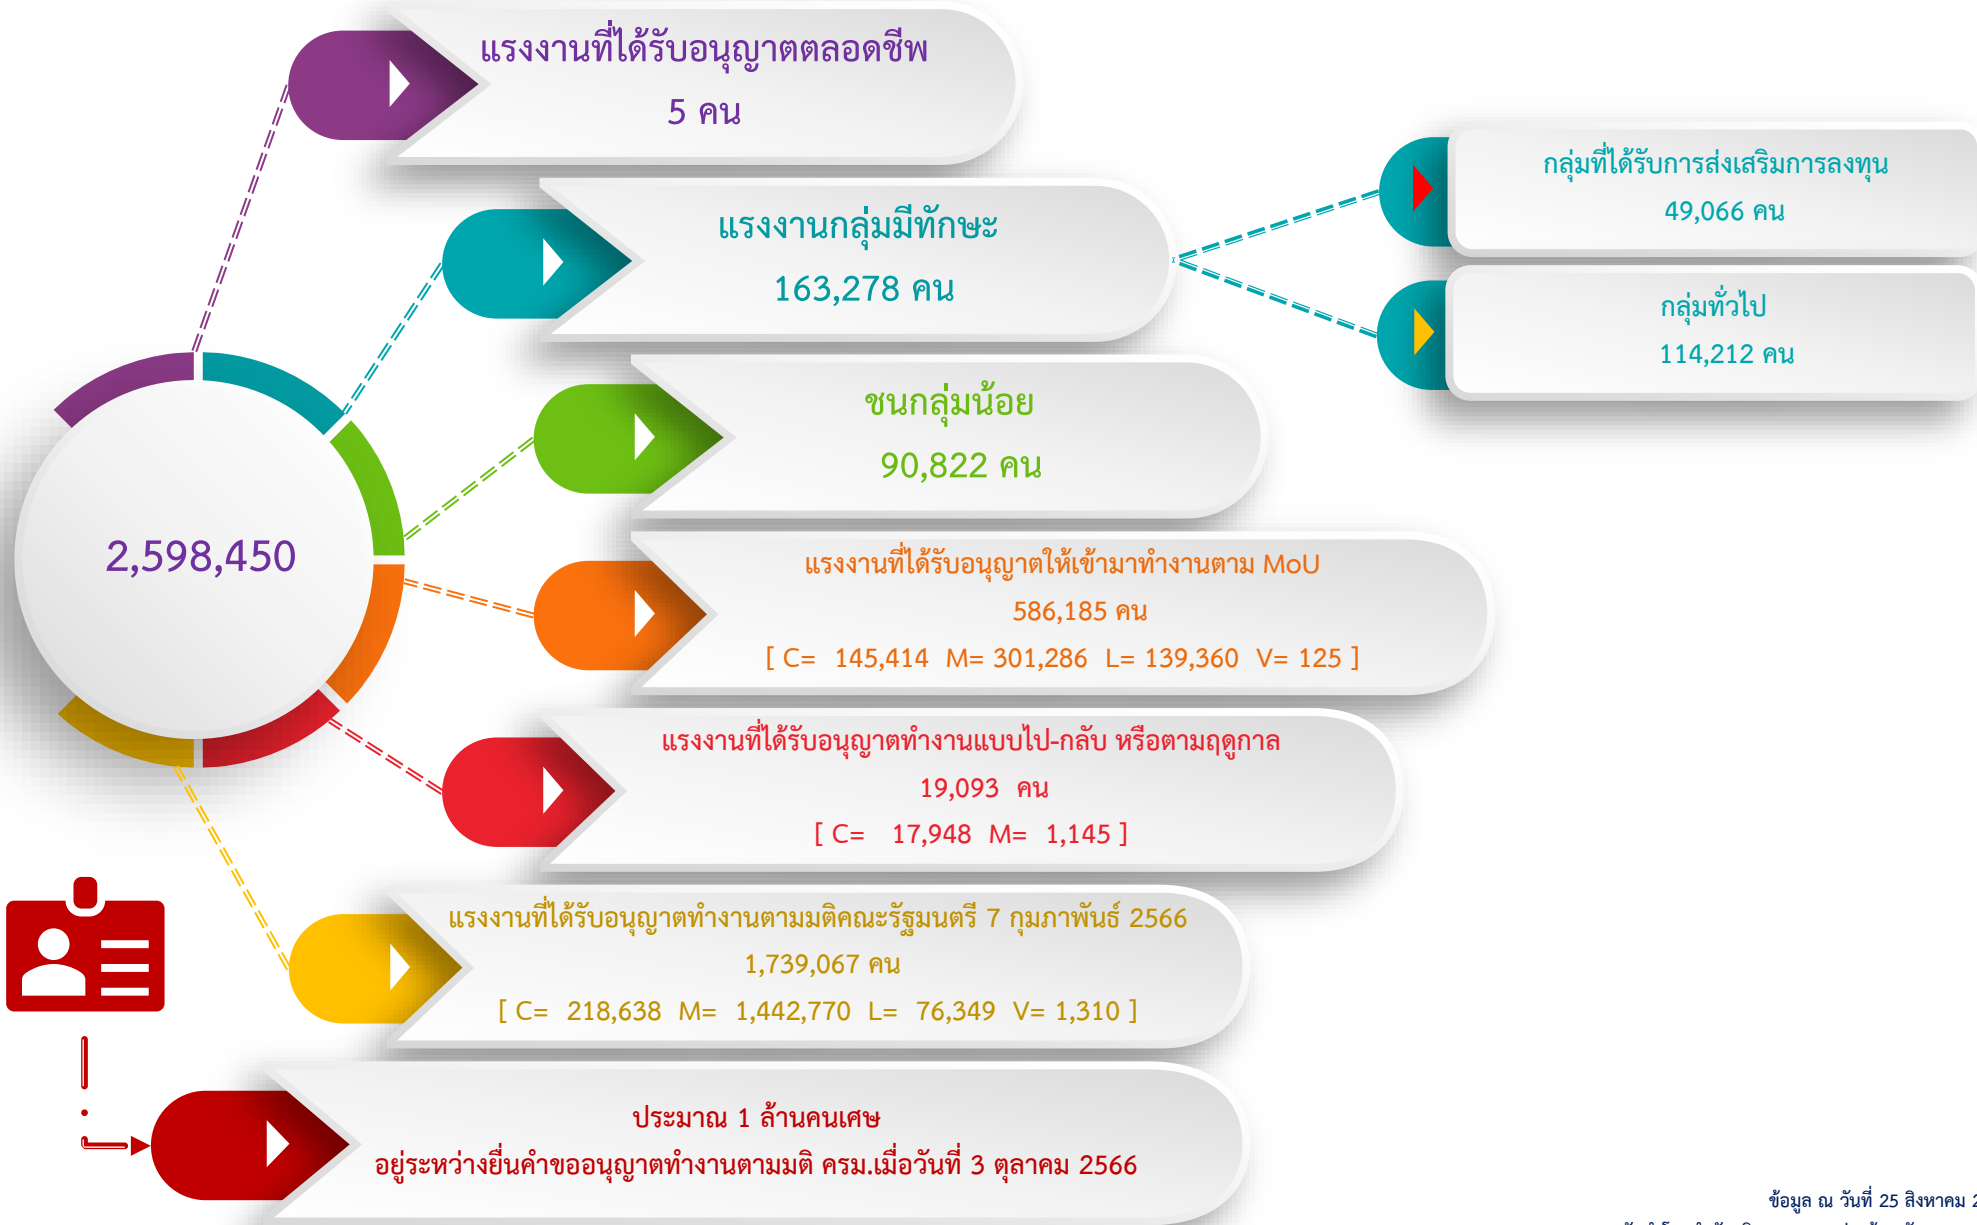 แรงงานที่ได้รับอนุญาตตลอดชีพ
5 คน
แรงงานกลุ่มมีทักษะ
163,278 คน
กลุ่มที่ได้รับการส่งเสริมการลงทุน
49,066 คน
กลุ่มทั่วไป
114,212 คน
ชนกลุ่มน้อย
90,822 คน
2,598,450
แรงงานที่ได้รับอนุญาตให้เข้ามาทำงานตาม MoU
586,185 คน
[ C= 145,414 M= 301,286 L= 139,360 V= 125 ]
แรงงานที่ได้รับอนุญาตทำงานแบบไป-กลับ หรือตามฤดูกาล
19,093 คน
[ C= 17,948 M= 1,145 ]
แรงงานที่ได้รับอนุญาตทำงานตามมติคณะรัฐมนตรี 7 กุมภาพันธ์ 2566
1,739,067 คน
[ C= 218,638 M= 1,442,770 L= 76,349 V= 1,310 ]
ประมาณ 1 ล้านคนเศษ
อยู่ระหว่างยื่นคำขออนุญาตทำงานตามมติ ครม.เมื่อวันที่ 3 ตุลาคม 2566
ข้อมูล ณ วันที่ 25 สิงหาคม